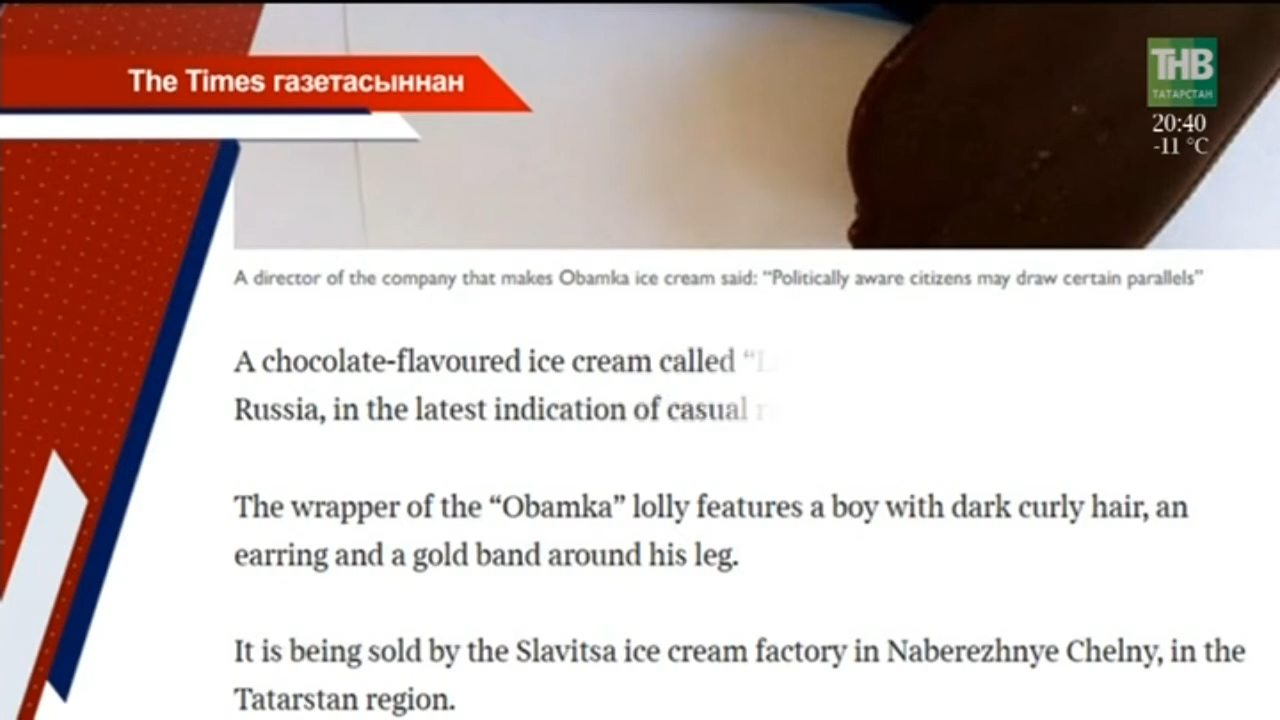 The Times газетасыннан
ТНВ
ТАТАРСТАН
20:40
-11 °C
A director of the company that makes Obamka ice cream said: “Politically aware citizens may draw certain parallels”
A chocolate-flavoured ice cream called “
Russia, in the latest indication of casual
The wrapper of the “Obamka” lolly features a boy with dark curly hair, an
earring and a gold band around his leg.
It is being sold by the Slavitsa ice cream factory in Naberezhnye Chelny, in the
Tatarstan region.